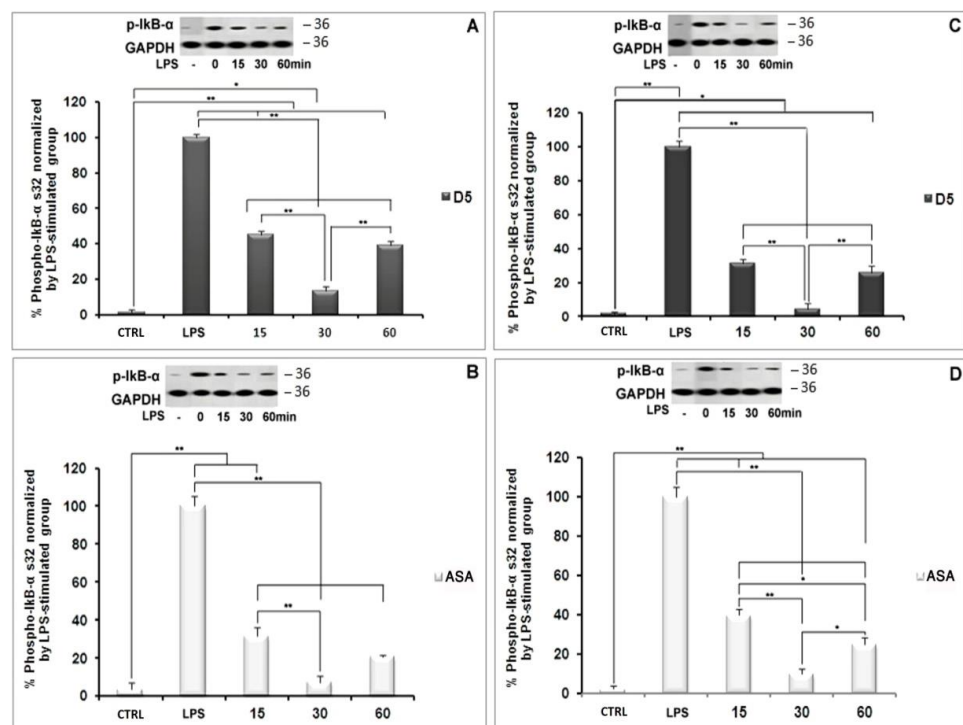 A
p-IkB-α – 36
GAPDH – 36
LPS - 0 15 30 60min
*
**
**
**
**
% Phospho-IkB-α s32 normalized
by LPS-stimulated group
120
100
80
60
40
20
0
CTRL LPS 15 30 60
D5
C
p-IkB-α – 36
GAPDH – 36
LPS - 0 15 30 60min
**
*
**
**
**
% Phospho-IkB-α s32 normalized
by LPS-stimulated group
120
100
80
60
40
20
0
CTRL LPS 15 30 60
D5
B
p-IkB-α – 36
GAPDH – 36
LPS - 0 15 30 60min
**
**
**
% Phospho-IkB-α s32 normalized
by LPS-stimulated group
120
100
80
60
40
20
0
CTRL LPS 15 30 60
ASA
D
p-IkB-α – 36
GAPDH – 36
LPS - 0 15 30 60min
**
**
*
**
*
% Phospho-IkB-α s32 normalized
by LPS-stimulated group
120
100
80
60
40
20
0
CTRL LPS 15 30 60
ASA